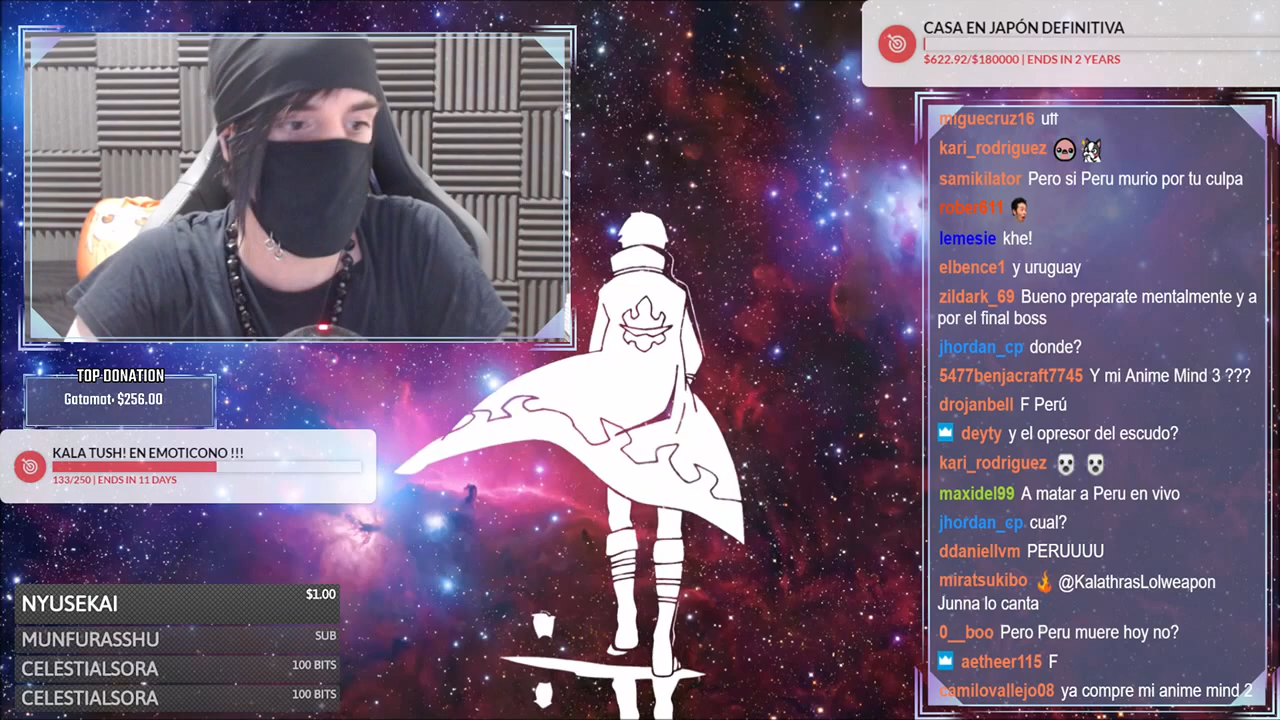 CASA EN JAPÓN DEFINITIVA
$622.92/$180000 | ENDS IN 2 YEARS
miguecruz16 utt
kari_rodriguez
samikilator Pero si Peru murio por tu culpa
rober611
lemesie khe!
elbence1 y uruguay
zildark_69 Bueno preparate mentalmente y a
por el final boss
jhordan_cp donde?
5477benjacraft7745 Y mi Anime Mind 3 ???
drojanbell F Perú
deyty y el opresor del escudo?
kari_rodriguez
maxidel99 A matar a Peru en vivo
jhordan_cp cual?
ddaniellvm PERUUUU
miratsukibo @KalathrasLolweapon
Junna lo canta
0__boo Pero Peru muere hoy no?
aetheer115 F
camilovallejo08 ya compre mi anime mind 2
TOP DONATION
Gatomat: $256.00
KALA TUSH! EN EMOTICONO !!!
133/250 | ENDS IN 11 DAYS
NYUSEKAI $1.00
MUNFURASSHU SUB
CELESTIALSORA 100 BITS
CELESTIALSORA 100 BITS